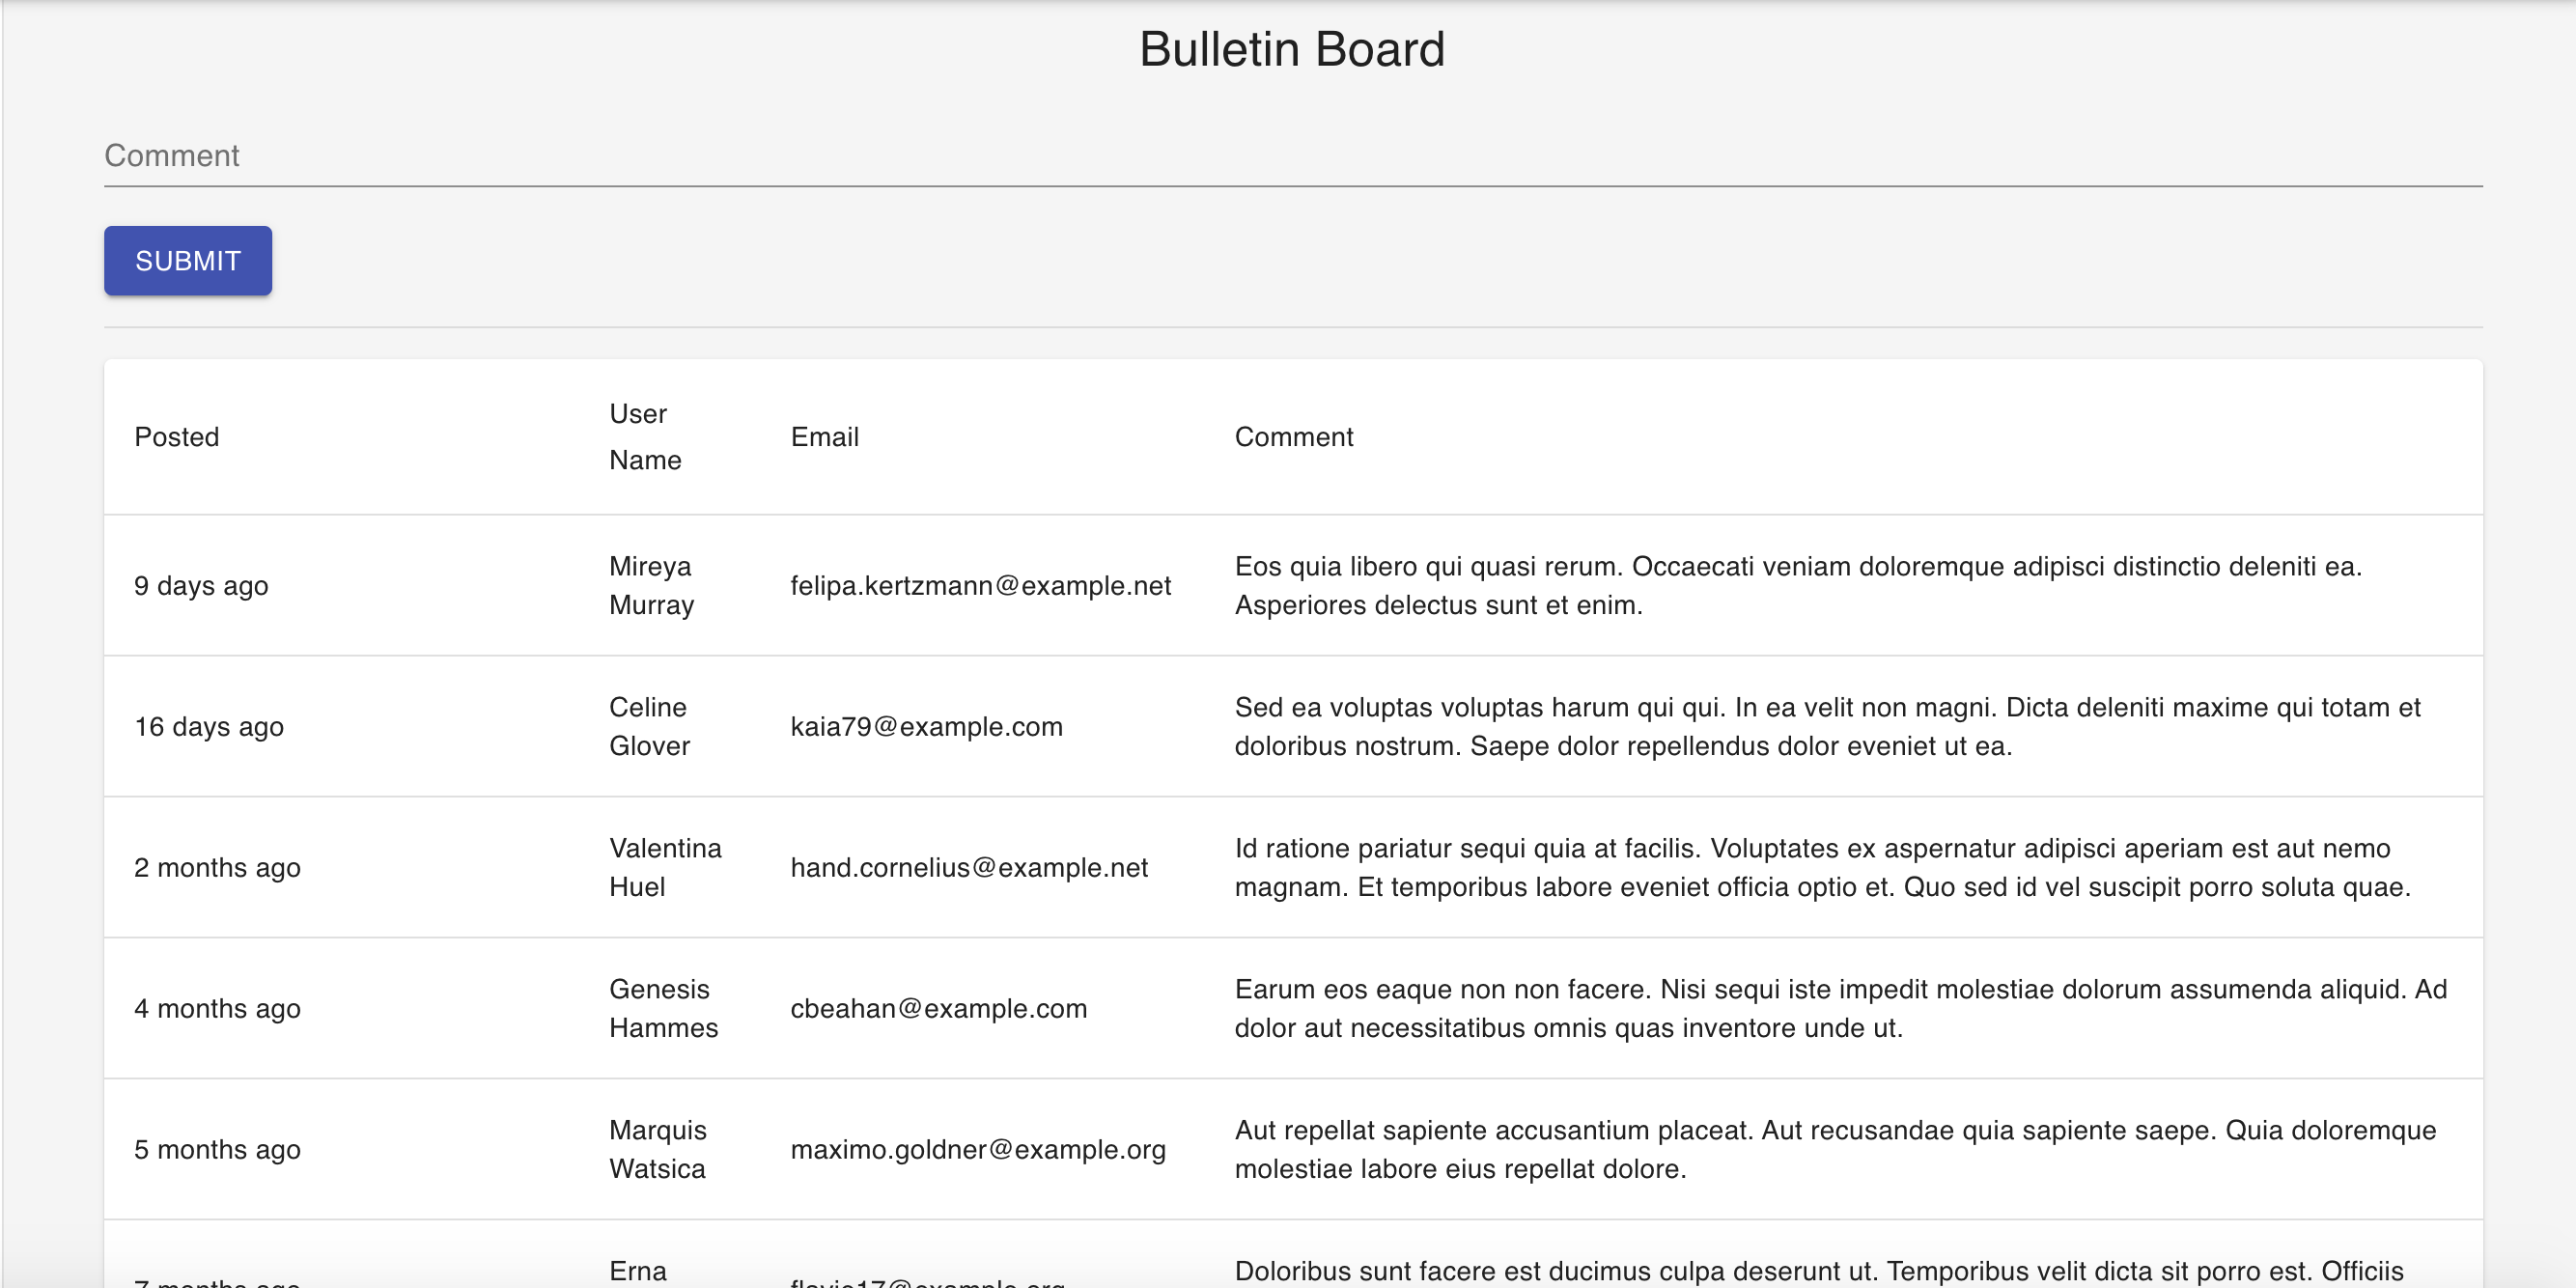 Bulletin Board
Comment
SUBMIT
Posted
User
Name
Email
Comment
9 days ago
Mireya
Murray
felipa.kertzmann@example.net
Eos quia libero qui quasi rerum. Occaecati veniam doloremque adipisci distinctio deleniti ea.
Asperiores delectus sunt et enim.
16 days ago
Celine
Glover
kaia79@example.com
Sed ea voluptas voluptas harum qui qui. In ea velit non magni. Dicta deleniti maxime qui totam et
doloribus nostrum. Saepe dolor repellendus dolor eveniet ut ea.
2 months ago
Valentina
Huel
hand.cornelius@example.net
Id ratione pariatur sequi quia at facilis. Voluptates ex aspernatur adipisci aperiam est aut nemo
magnam. Et temporibus labore eveniet officia optio et. Quo sed id vel suscipit porro soluta quae.
4 months ago
Genesis
Hammes
cbeahan@example.com
Earum eos eaque non non facere. Nisi sequi iste impedit molestiae dolorum assumenda aliquid. Ad
dolor aut necessitatibus omnis quas inventore unde ut.
5 months ago
Marquis
Watsica
maximo.goldner@example.org
Aut repellat sapiente accusantium placeat. Aut recusandae quia sapiente saepe. Quia doloremque
molestiae labore eius repellat dolore.
7 months ago
Erna
Doloribus sunt facere est ducimus culpa deserunt ut. Temporibus velit dicta sit porro est. Officiis